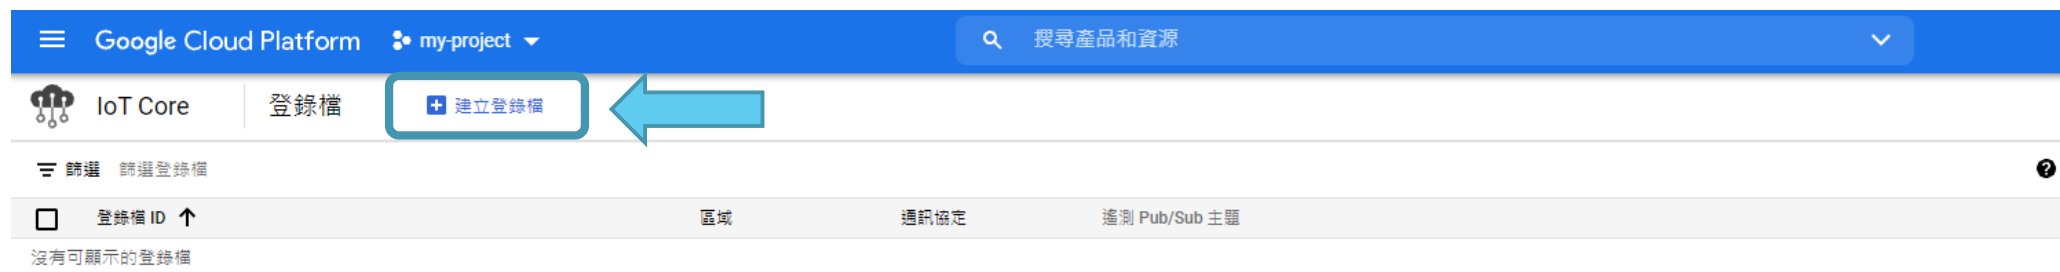 Google Cloud Platform my-project 搜尋產品和資源
IoT Core 登錄檔 建立登錄檔
篩選 篩選登錄檔
登錄檔 ID 區域 通訊協定 遙測 Pub/Sub 主題
沒有可顯示的登錄檔